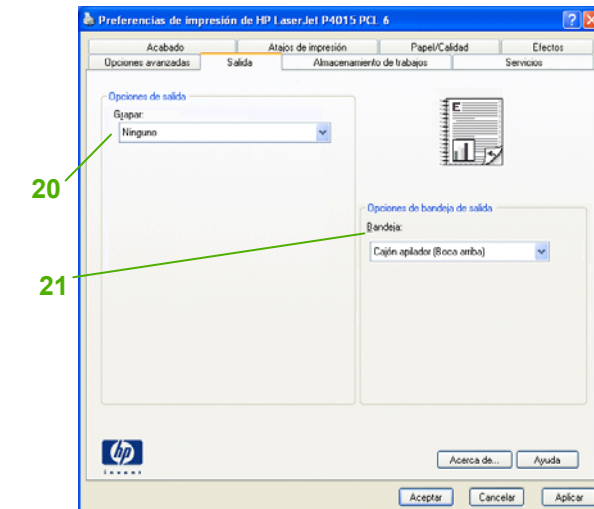 Preferencias de impresión de HP LaserJet P4015 PCL 6
Acabado Atajos de impresión Papel/Calidad Efectos
Opciones avanzadas Salida Almacenamiento de trabajos Servicios
Opciones de salida
Grapar:
Ninguno
20
E
Opciones de bandeja de salida
Bandeja:
Cajón apilador (Boca arriba)
21
hp
invent
Acerca de... Ayuda
Aceptar Cancelar Aplicar